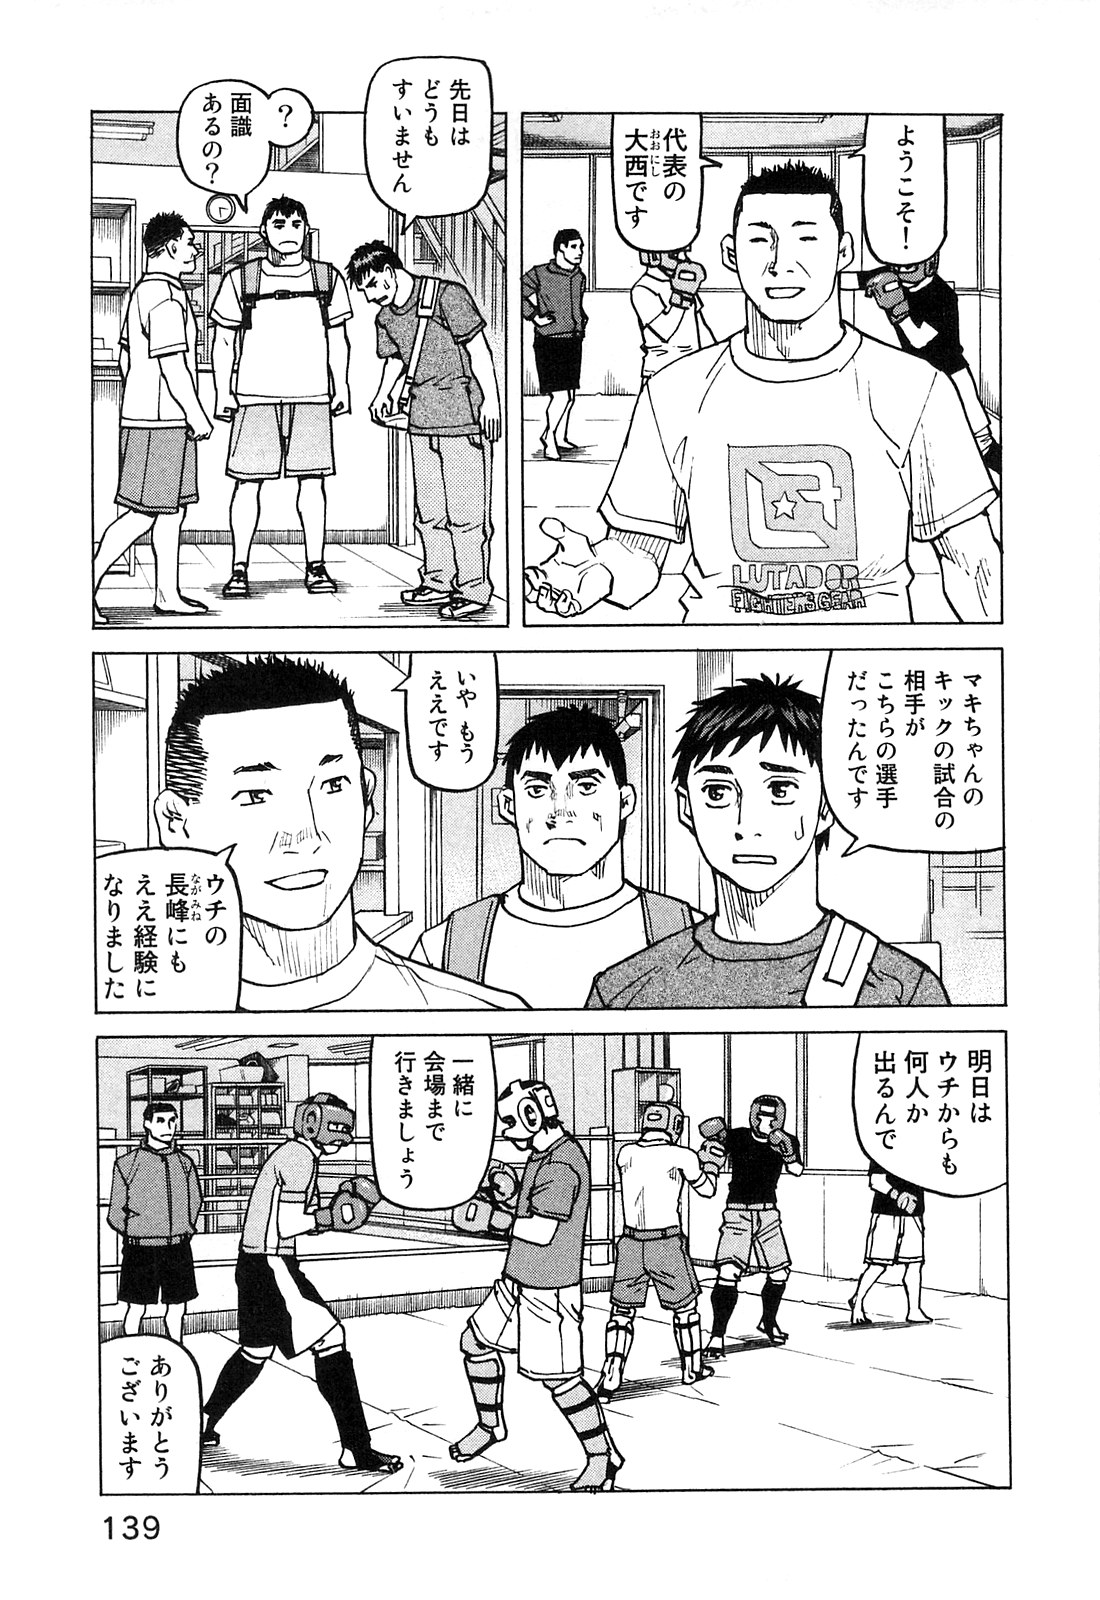 ようこそ!
代表の
大西です
おおにし
LUTADOR
FIGHTERS GEAR
先日は
どうも
すいません
?
面識
あるの?
マキちゃんの
キックの試合の
相手が
こちらの選手
だったんです
いや もう
ええです
ウチの
長峰にも
ながみね
ええ経験に
なりました
明日は
ウチからも
何人か
出るんで
一緒に
会場まで
行きましょう
ありがとう
ございます
139